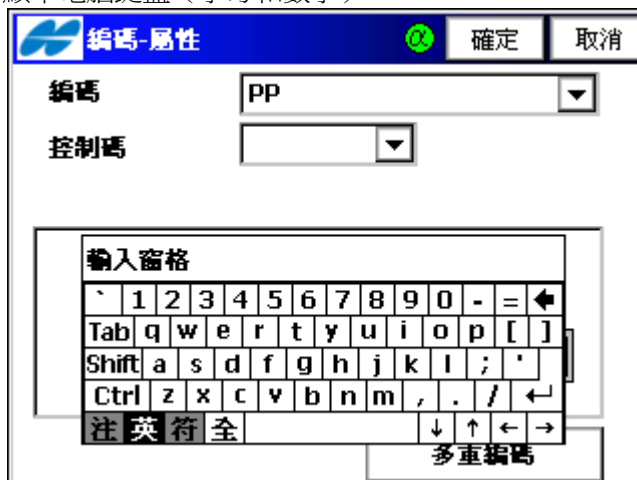 編碼-屬性 α 確定 取消
編碼 PP
控制碼
輸入窗格
` 1 2 3 4 5 6 7 8 9 0 - =
Tab q w e r t y u i o p [ ]
Shift a s d f g h j k l ; '
Ctrl z x c v b n m , . / ↵
注 英 符 全 ↓ ↑ ← →
多重編碼